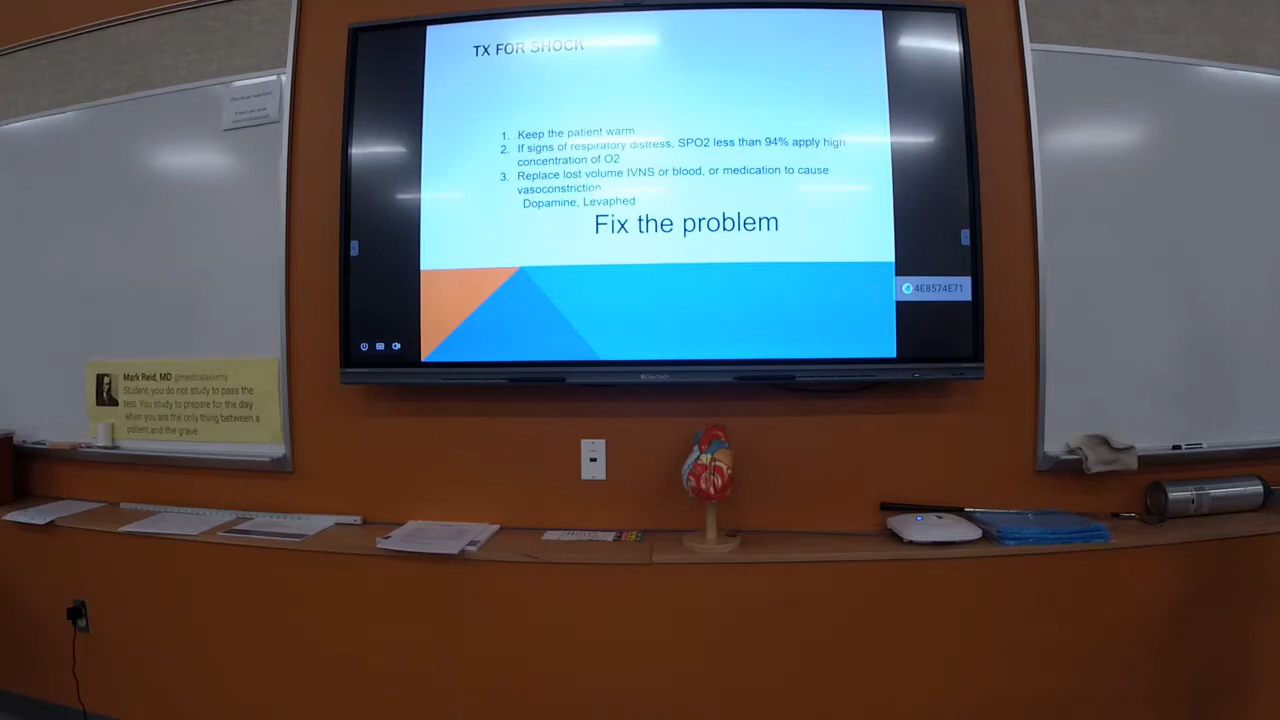 TX FOR SHOCK
1. Keep the patient warm
2. If signs of respiratory distress, SPO2 less than 94% apply high
concentration of O2
3. Replace lost volume IVNS or blood, or medication to cause
vasoconstriction
Dopamine, Levaphed
Fix the problem
4E8574E71
Mark Reid, MD @medicalaxioms
Student, you do not study to pass the
test. You study to prepare for the day
when you are the only thing between a
patient and the grave